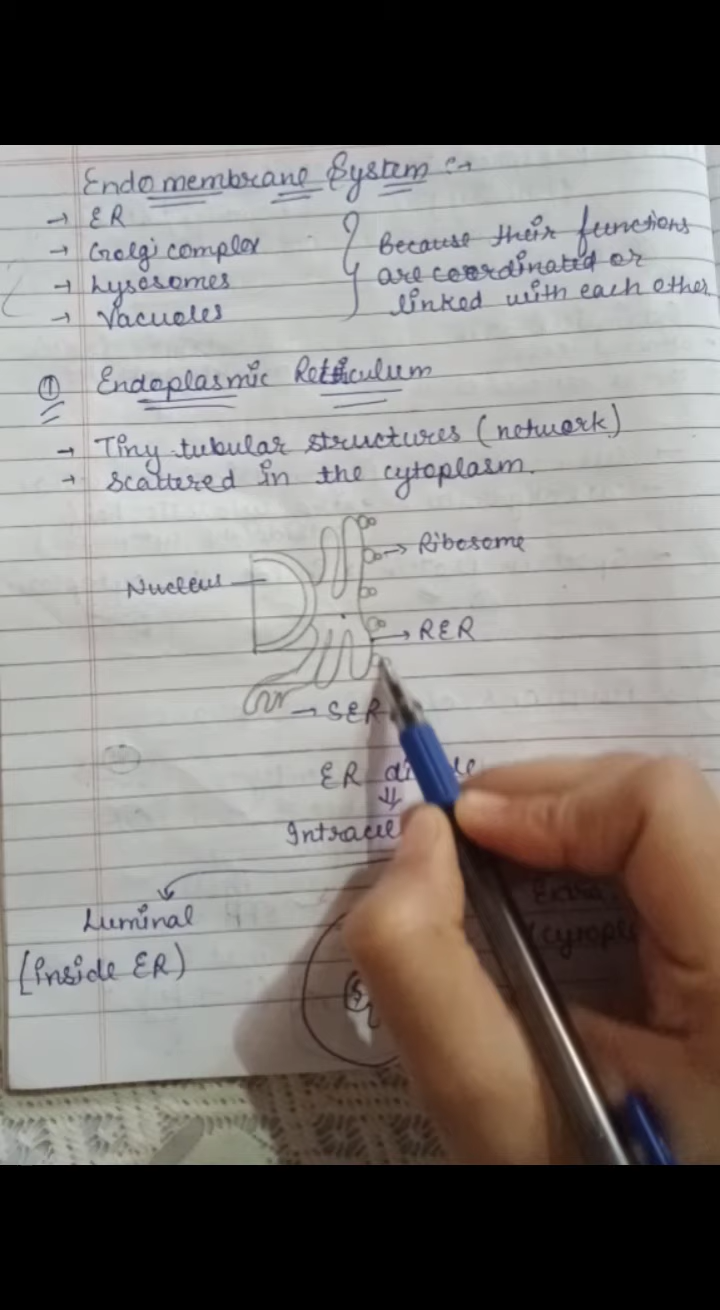 Endomembrane System :→
→ ER
→ Golgi complex
→ Lysosomes
→ Vacuoles
Because their functions
are coordinated or
linked with each other
① Endoplasmic Reticulum
→ Tiny tubular structures (network)
→ Scattered in the cytoplasm.
→ Ribosome
Nucleus
→ RER
→ SER
ER
Luminal
(inside ER)